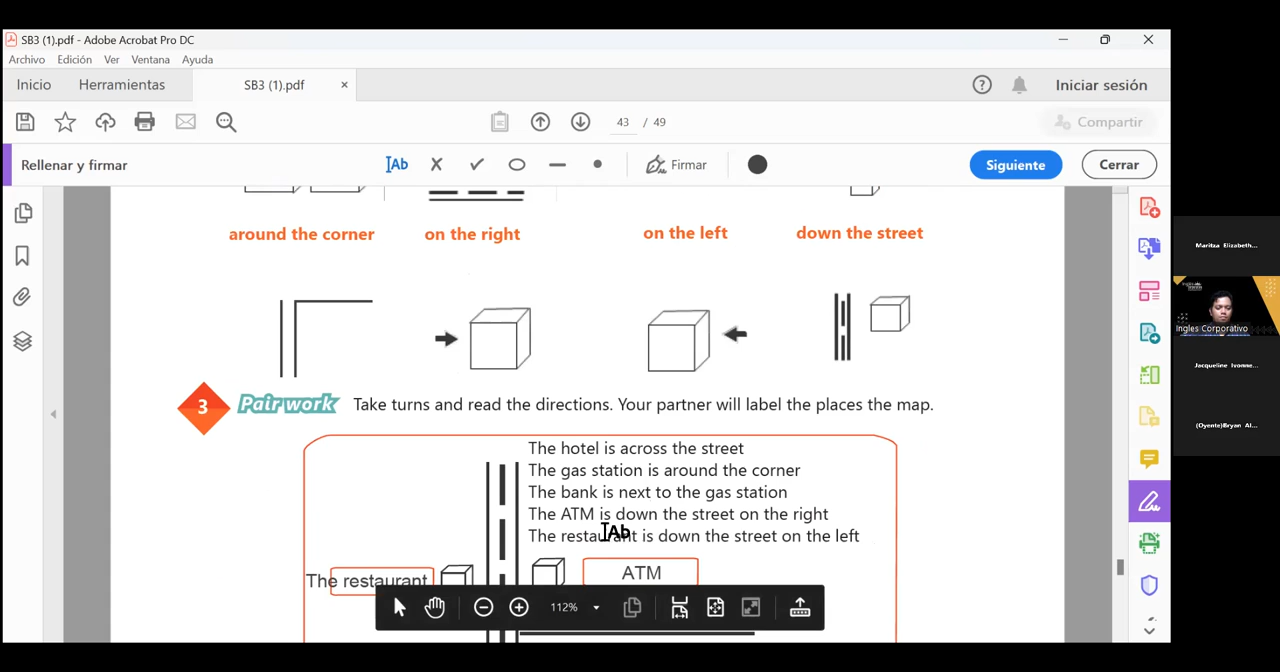 SB3 (1).pdf - Adobe Acrobat Pro DC
Archivo Edición Ver Ventana Ayuda
Inicio Herramientas SB3 (1).pdf × Iniciar sesión
43 / 49 Compartir
Rellenar y firmar Ab Firmar Siguiente Cerrar
around the corner on the right on the left down the street
3 Pair work Take turns and read the directions. Your partner will label the places the map.
The hotel is across the street
The gas station is around the corner
The bank is next to the gas station
The ATM is down the street on the right
The restaurant is down the street on the left
Ab
The restaurant ATM
112%
Maritza Elizabeth...
Ingles Corporativo
Jacqueline Ivonne...
(Oyente)Bryan Al...